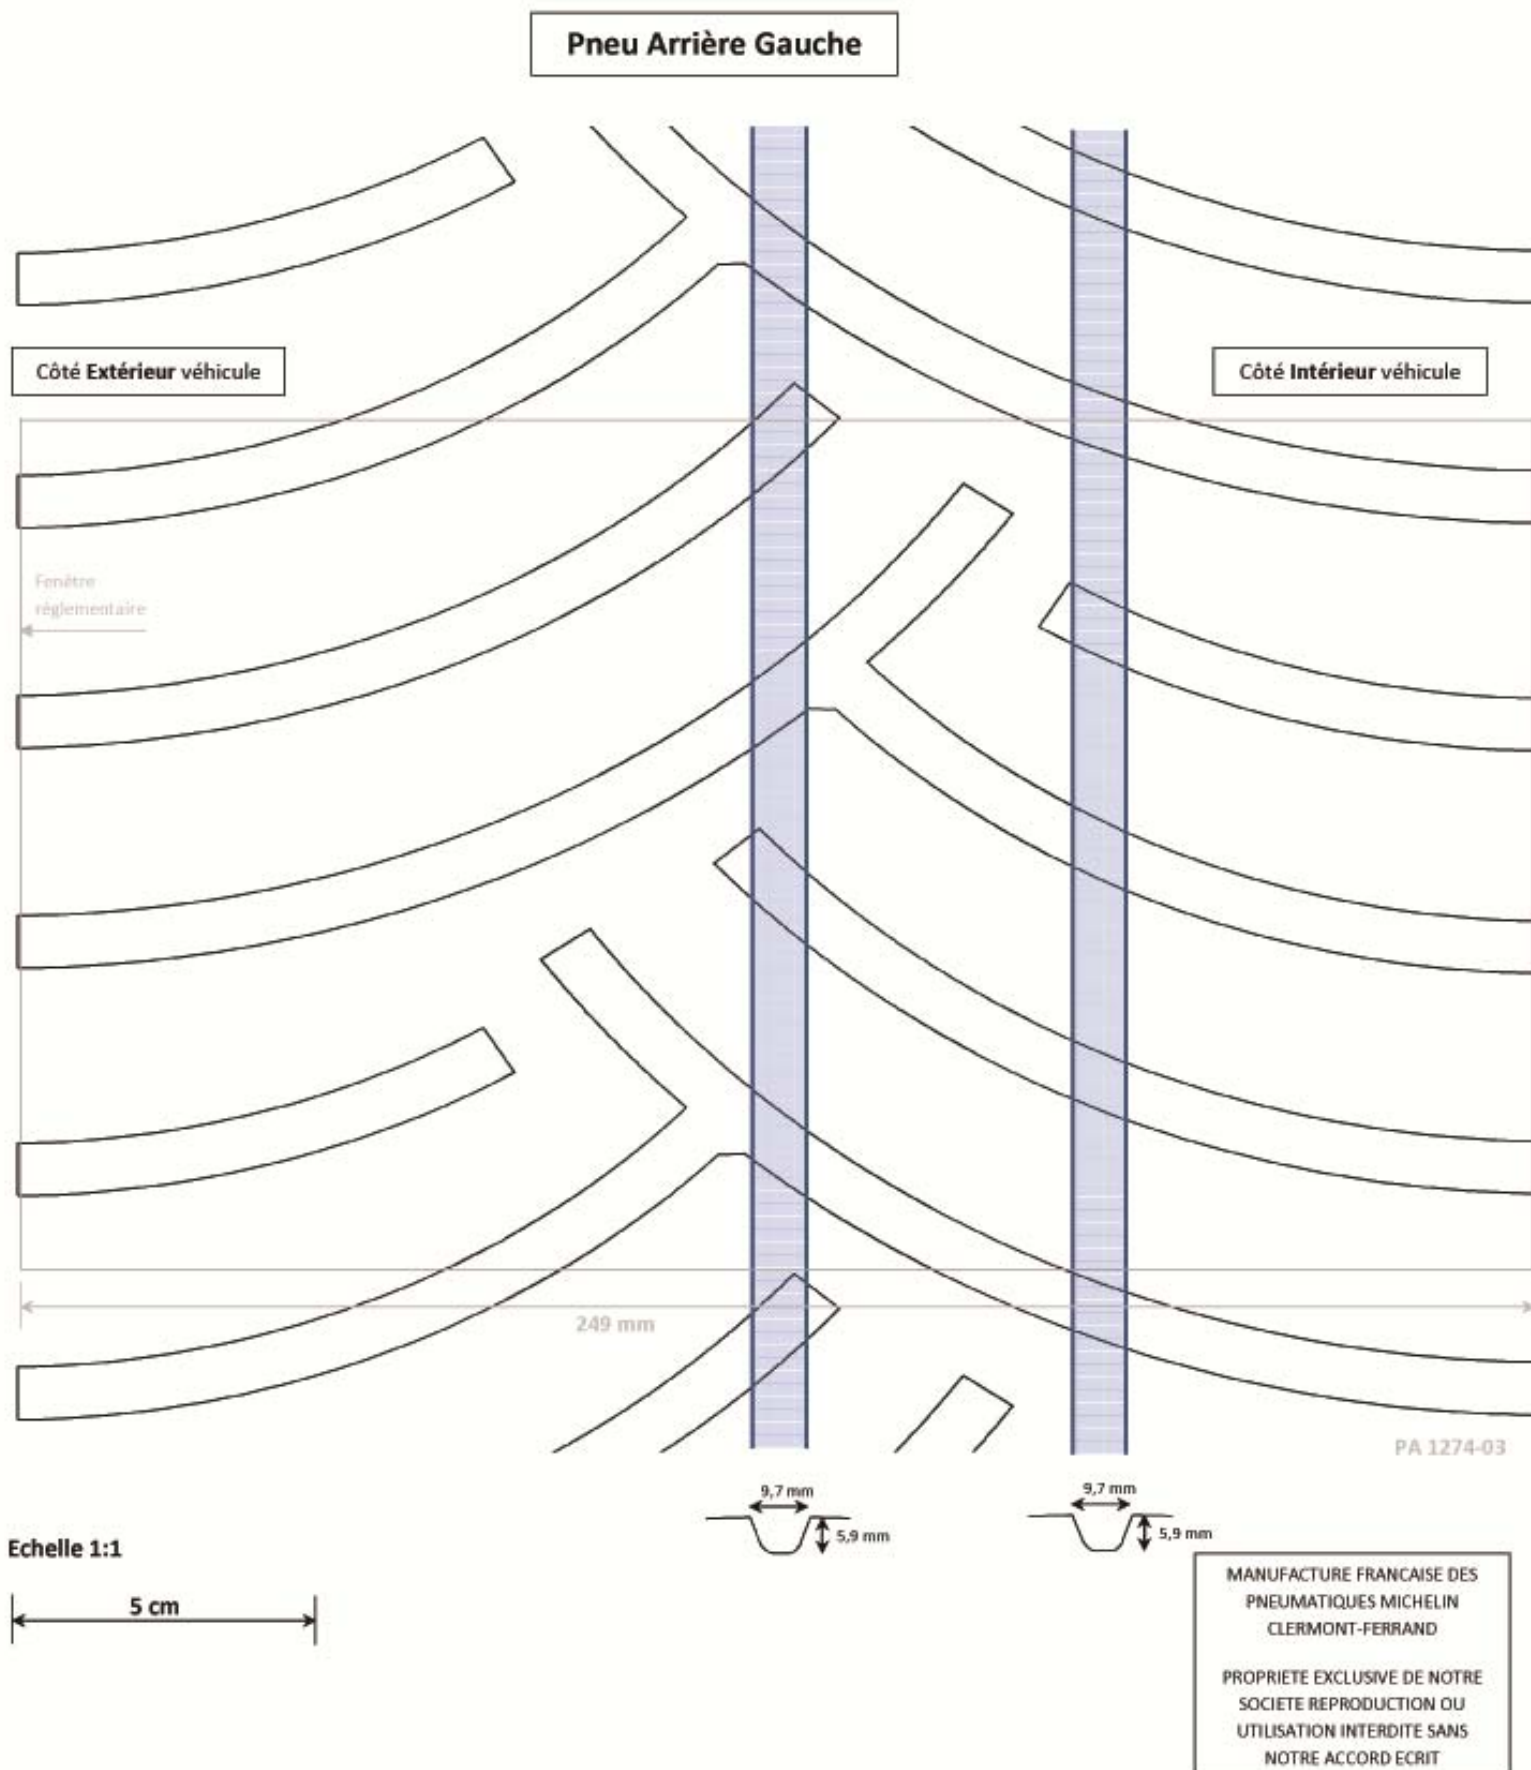 Pneu Arrière Gauche
Côté Extérieur véhicule
Côté Intérieur véhicule
Fenêtre
réglementaire
249 mm
PA 1274-03
9,7 mm
5,9 mm
9,7 mm
5,9 mm
Echelle 1:1
5 cm
MANUFACTURE FRANCAISE DES
PNEUMATIQUES MICHELIN
CLERMONT-FERRAND
PROPRIETE EXCLUSIVE DE NOTRE
SOCIETE REPRODUCTION OU
UTILISATION INTERDITE SANS
NOTRE ACCORD ECRIT